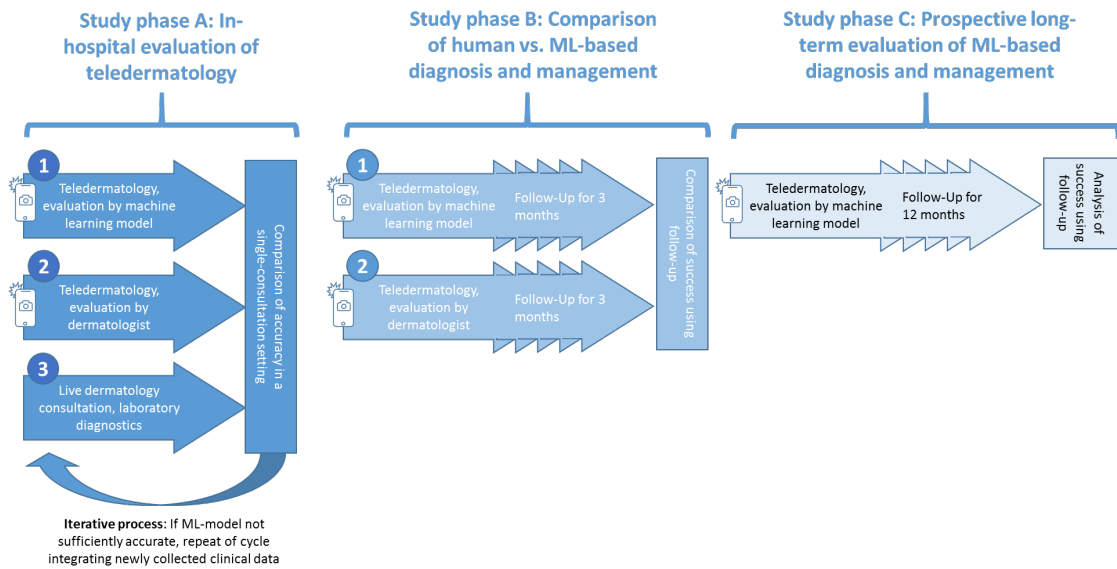 Study phase A: In-
hospital evaluation of
teledermatology
1
Teledermatology,
evaluation by machine
learning model
2
Teledermatology,
evaluation by
dermatologist
3
Live dermatology
consultation, laboratory
diagnostics
Comparison of accuracy in a
single-consultation setting
Iterative process: If ML-model not
sufficiently accurate, repeat of cycle
integrating newly collected clinical data
Study phase B: Comparison
of human vs. ML-based
diagnosis and management
1
Teledermatology,
evaluation by machine
learning model
Follow-Up for 3
months
2
Teledermatology,
evaluation by
dermatologist
Follow-Up for 3
months
Comparison of success using
follow-up
Study phase C: Prospective long-
term evaluation of ML-based
diagnosis and management
Teledermatology,
evaluation by machine
learning model
Follow-Up for
12 months
Analysis of
success using
follow-up